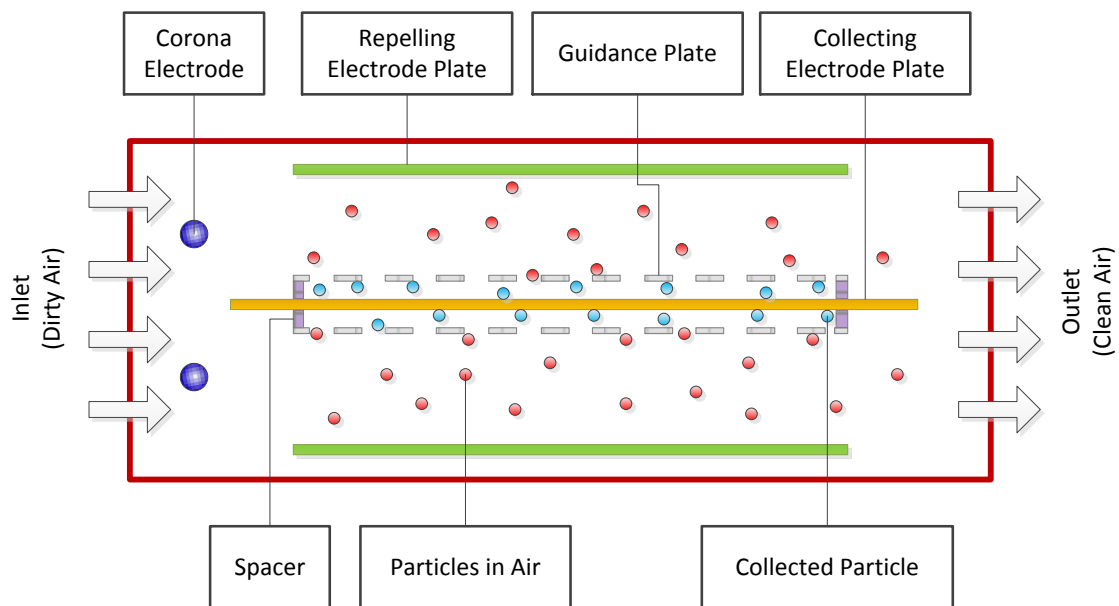 Corona
Electrode
Repelling
Electrode Plate
Guidance Plate
Collecting
Electrode Plate
Inlet
(Dirty Air)
Outlet
(Clean Air)
Spacer
Particles in Air
Collected Particle